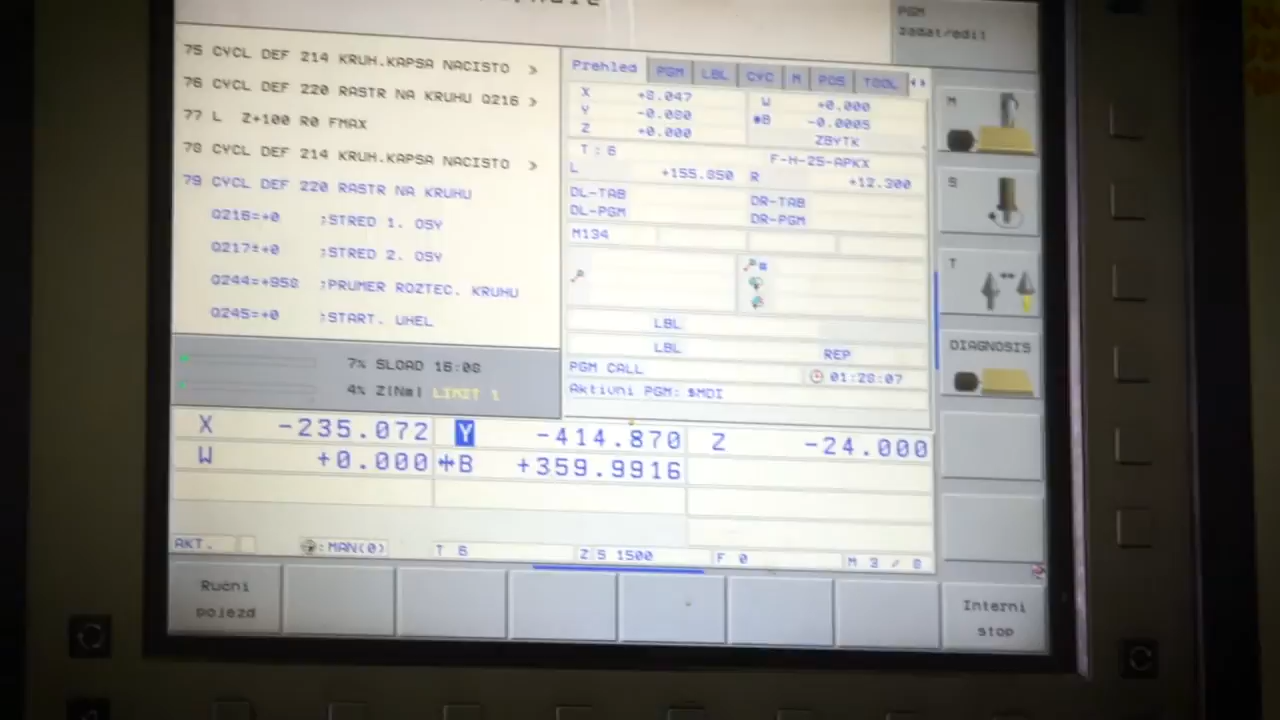 PGM
zadat/edit
75 CYCL DEF 214 KRUH.KAPSA NACISTO >
76 CYCL DEF 220 RASTR NA KRUHU Q216 >
77 L Z+100 R0 FMAX
78 CYCL DEF 214 KRUH.KAPSA NACISTO >
79 CYCL DEF 220 RASTR NA KRUHU
Q216=+0 ;STRED 1. OSY
Q217=+0 ;STRED 2. OSY
;PRUMER ROZTEC. KRUHU
Q245=+0 ;START. UHEL
7% SLOAD 16:08
4% Z[Nm] LIMIT 1
Prehled PGM LBL CYC M POS TOOL
X +8.047 W +0.000
Y -0.080 *B -0.0005
Z +0.000 ZBYTK
T : 6 F-H-25-APKX
L +155.850 R +12.300
DL-TAB DR-TAB
DL-PGM DR-PGM
M134
LBL
LBL REP
PGM CALL 01:28:07
Aktivni PGM: $MDI
X -235.072 Y -414.870 Z -24.000
W +0.000 *B +359.9916
AKT. : MAN(0) T 6 Z S 1500 F 0 M 3 / 8
Rucni
pojezd
Interni
stop
M
S
T
DIAGNOSIS